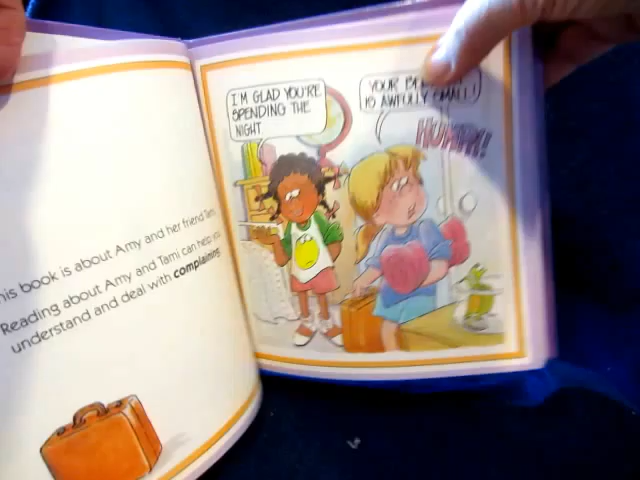 his book is about Amy and her friend Tami.
Reading about Amy and Tami can help you
understand and deal with complaining.
I'M GLAD YOU'RE
SPENDING THE
NIGHT
YOUR
IS AWFULLY SMALL!
HUMPH!